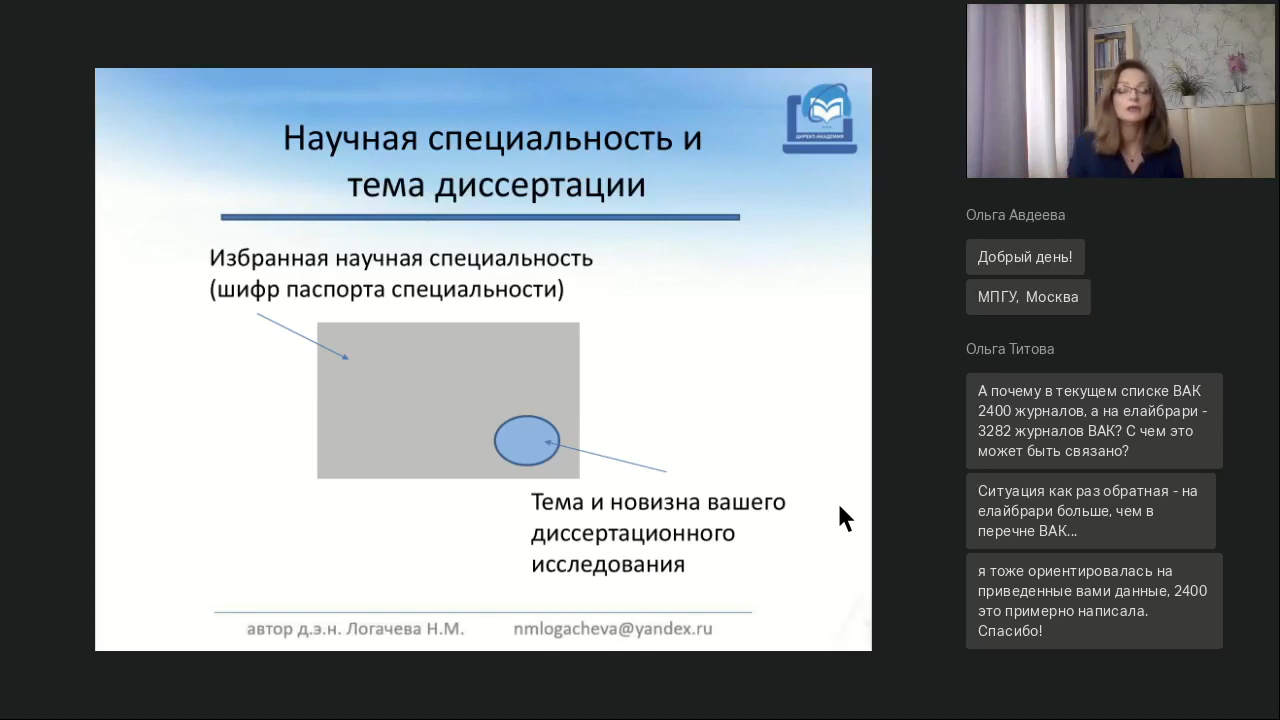 Научная специальность и
тема диссертации
ДИРЕКТ-АКАДЕМИЯ
Избранная научная специальность
(шифр паспорта специальности)
Тема и новизна вашего
диссертационного
исследования
автор д.э.н. Логачева Н.М. nmlogacheva@yandex.ru
Ольга Авдеева
Добрый день!
МПГУ, Москва
Ольга Титова
А почему в текущем списке ВАК
2400 журналов, а на елайбрари -
3282 журналов ВАК? С чем это
может быть связано?
Ситуация как раз обратная - на
елайбрари больше, чем в
перечне ВАК...
я тоже ориентировалась на
приведенные вами данные, 2400
это примерно написала.
Спасибо!